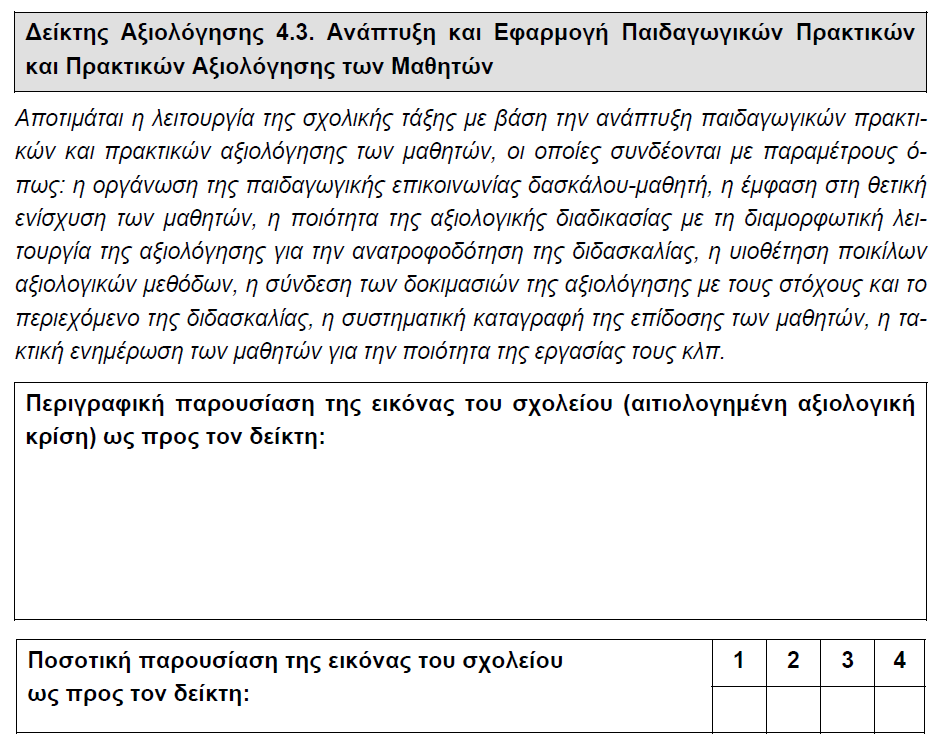 Δείκτης Αξιολόγησης 4.3. Ανάπτυξη και Εφαρμογή Παιδαγωγικών Πρακτικών
και Πρακτικών Αξιολόγησης των Μαθητών
Αποτιμάται η λειτουργία της σχολικής τάξης με βάση την ανάπτυξη παιδαγωγικών πρακτι-
κών και πρακτικών αξιολόγησης των μαθητών, οι οποίες συνδέονται με παραμέτρους ό-
πως: η οργάνωση της παιδαγωγικής επικοινωνίας δασκάλου-μαθητή, η έμφαση στη θετική
ενίσχυση των μαθητών, η ποιότητα της αξιολογικής διαδικασίας με τη διαμορφωτική λει-
τουργία της αξιολόγησης για την ανατροφοδότηση της διδασκαλίας, η υιοθέτηση ποικίλων
αξιολογικών μεθόδων, η σύνδεση των δοκιμασιών της αξιολόγησης με τους στόχους και το
περιεχόμενο της διδασκαλίας, η συστηματική καταγραφή της επίδοσης των μαθητών, η τα-
κτική ενημέρωση των μαθητών για την ποιότητα της εργασίας τους κλπ.
Περιγραφική παρουσίαση της εικόνας του σχολείου (αιτιολογημένη αξιολογική
κρίση) ως προς τον δείκτη:
Ποσοτική παρουσίαση της εικόνας του σχολείου 1 2 3 4
ως προς τον δείκτη: